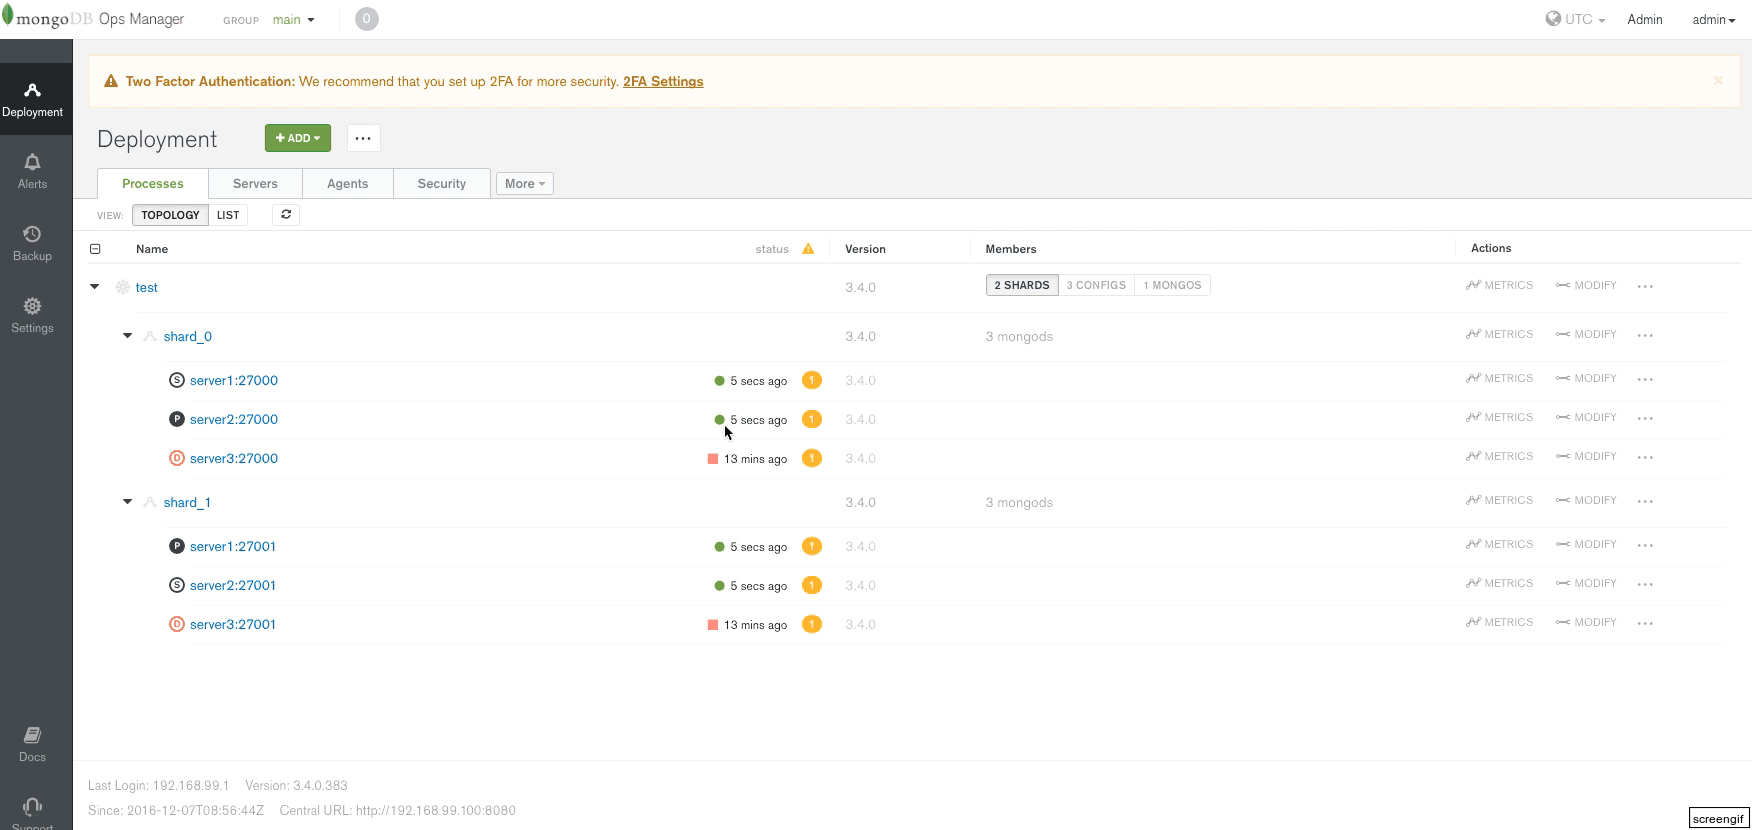 mongoDB Ops Manager GROUP main 0 UTC Admin admin
Two Factor Authentication: We recommend that you set up 2FA for more security. 2FA Settings ×
Deployment
Alerts
Backup
Settings
Docs
Support
Deployment + ADD ...
Processes Servers Agents Security More
VIEW: TOPOLOGY LIST
Name status Version Members Actions
test 3.4.0 2 SHARDS 3 CONFIGS 1 MONGOS METRICS MODIFY ...
shard_0 3.4.0 3 mongods METRICS MODIFY ...
S server1:27000 5 secs ago 1 3.4.0 METRICS MODIFY ...
P server2:27000 5 secs ago 1 3.4.0 METRICS MODIFY ...
D server3:27000 13 mins ago 1 3.4.0 METRICS MODIFY ...
shard_1 3.4.0 3 mongods METRICS MODIFY ...
P server1:27001 5 secs ago 1 3.4.0 METRICS MODIFY ...
S server2:27001 5 secs ago 1 3.4.0 METRICS MODIFY ...
D server3:27001 13 mins ago 1 3.4.0 METRICS MODIFY ...
Last Login: 192.168.99.1 Version: 3.4.0.383
Since: 2016-12-07T08:56:44Z Central URL: http://192.168.99.100:8080
screengif